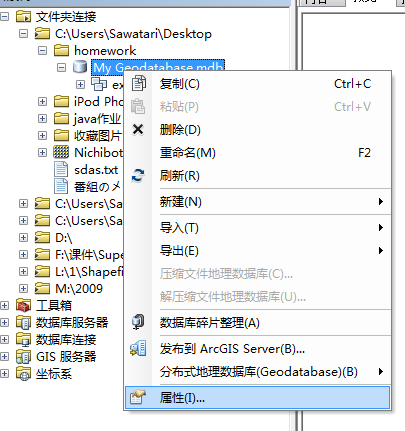 文件夹连接
C:\Users\Sawatari\Desktop
homework
My Geodatabase.mdb
复制(C) Ctrl+C
ex
粘贴(P) Ctrl+V
iPod Pho
删除(D)
java作业
重命名(M) F2
收藏图片
刷新(R)
Nichibot
sdas.txt
新建(N)
番組のメ
C:\Users\Sa
导入(T)
C:\Users\Sa
导出(E)
D:\
F:\课件\Supe
压缩文件地理数据库(C)...
L:\1\Shapefi
解压缩文件地理数据库(U)...
M:\2009
工具箱
数据库碎片整理(A)
数据库服务器
数据库连接
发布到 ArcGIS Server(B)...
GIS 服务器
分布式地理数据库(Geodatabase)(B)
坐标系
属性(I)...